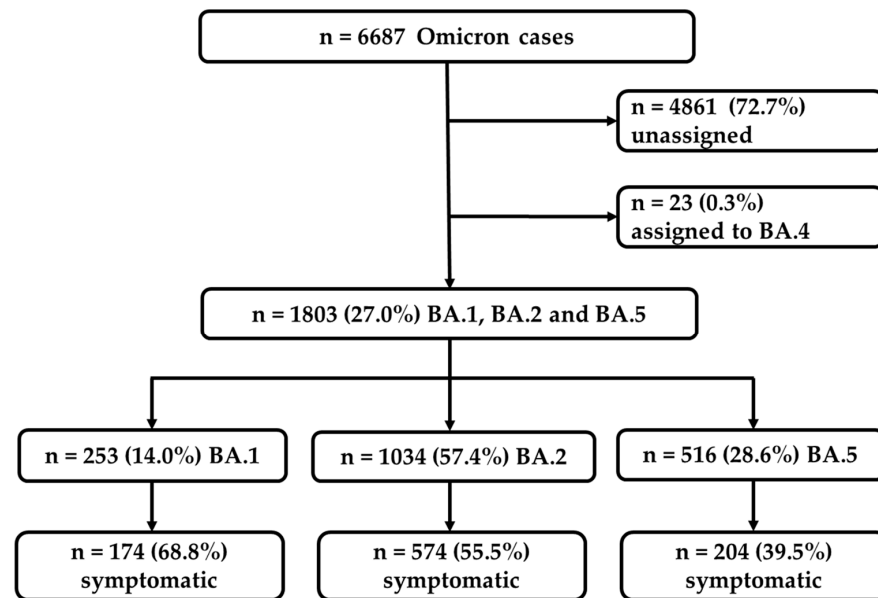 n = 6687 Omicron cases
n = 4861 (72.7%)
unassigned
n = 23 (0.3%)
assigned to BA.4
n = 1803 (27.0%) BA.1, BA.2 and BA.5
n = 253 (14.0%) BA.1
n = 1034 (57.4%) BA.2
n = 516 (28.6%) BA.5
n = 174 (68.8%)
symptomatic
n = 574 (55.5%)
symptomatic
n = 204 (39.5%)
symptomatic